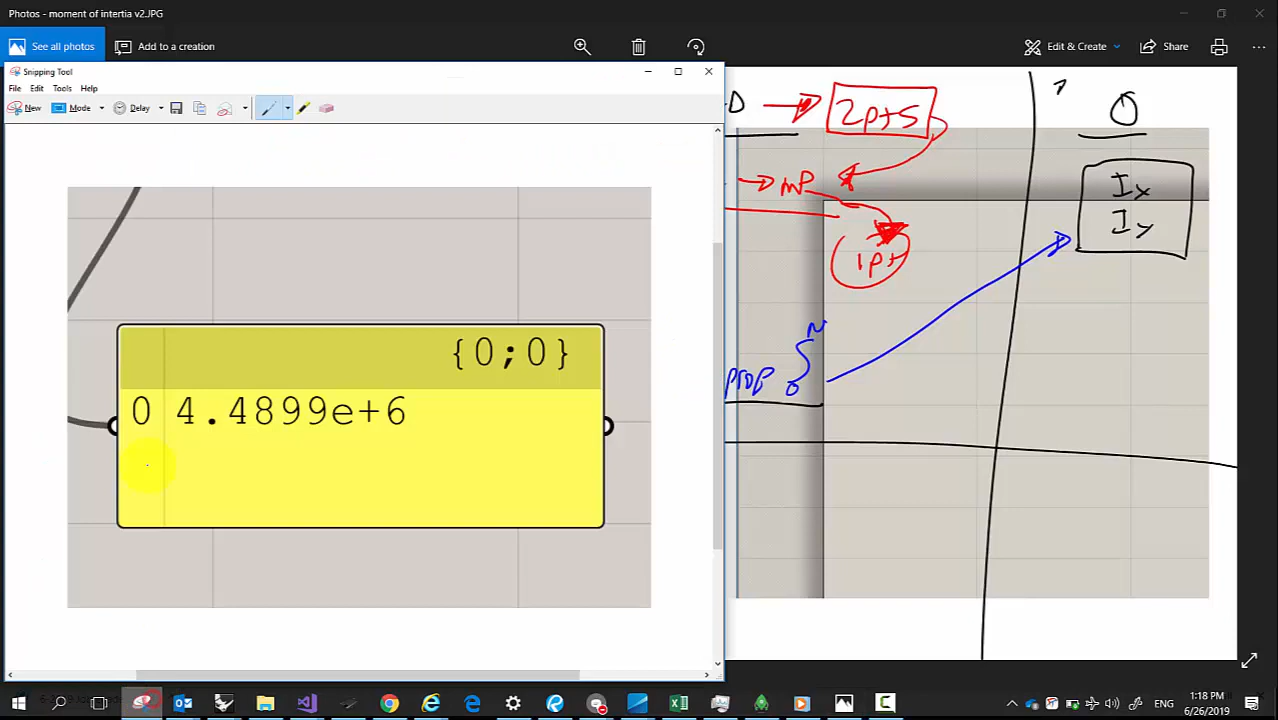 Photos - moment of intertia v2.JPG
See all photos
Add to a creation
Edit & Create
Share
Snipping Tool
File Edit Tools Help
New Mode Delay
{0;0}
0 4.4899e+6
D 2pts
O
mP
1pt
Ix
Iy
prop
N
0
ENG
1:18 PM
6/26/2019